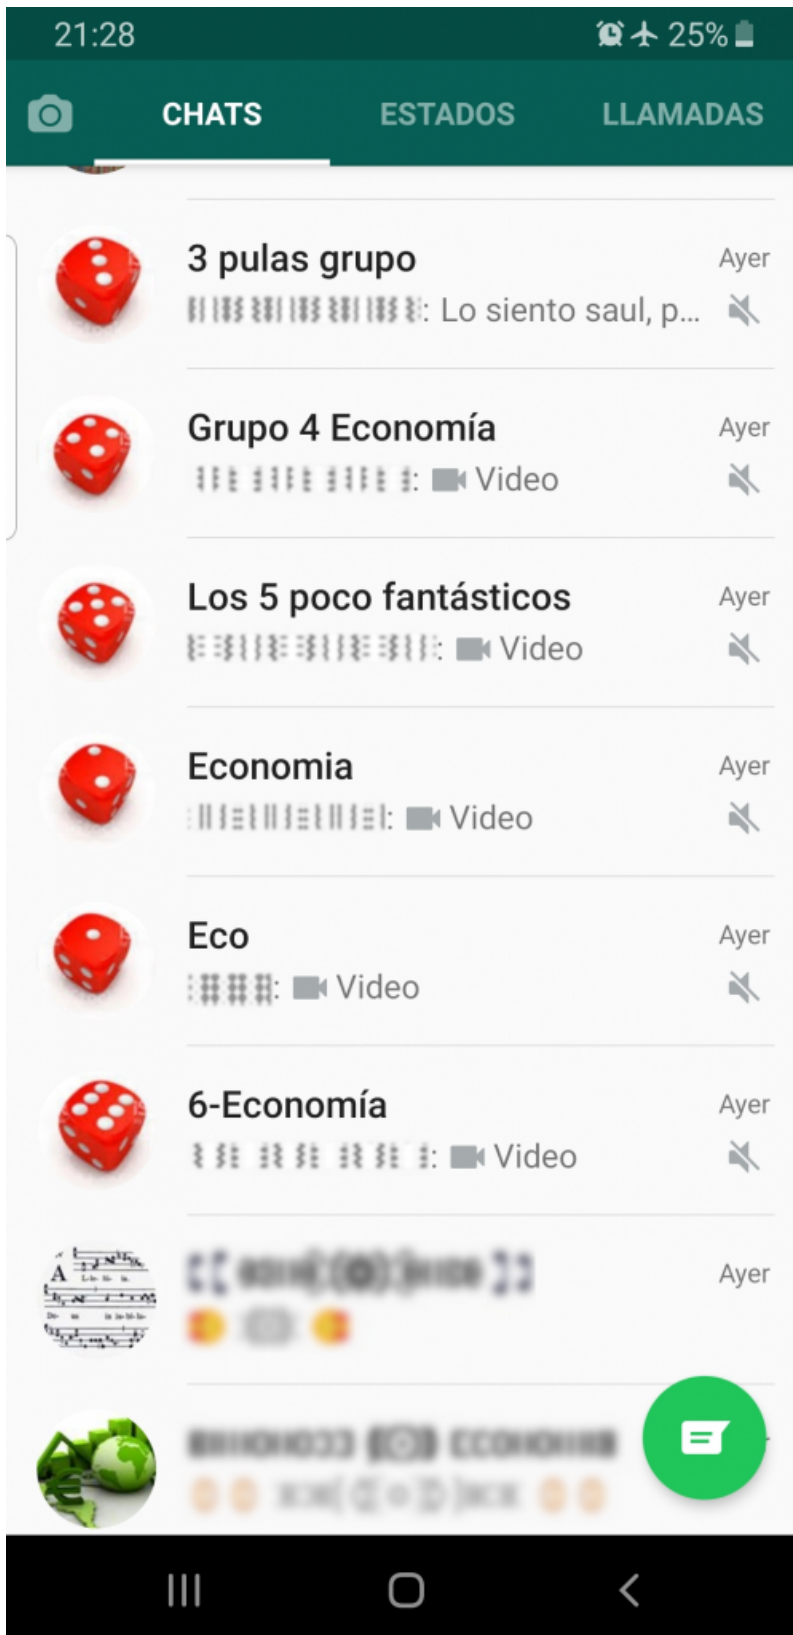 21:28
25%
CHATS
ESTADOS
LLAMADAS
3 pulas grupo
Ayer
: Lo siento saul, p...
Grupo 4 Economía
Ayer
: Video
Los 5 poco fantásticos
Ayer
: Video
Economia
Ayer
: Video
Eco
Ayer
: Video
6-Economía
Ayer
: Video
Ayer
A